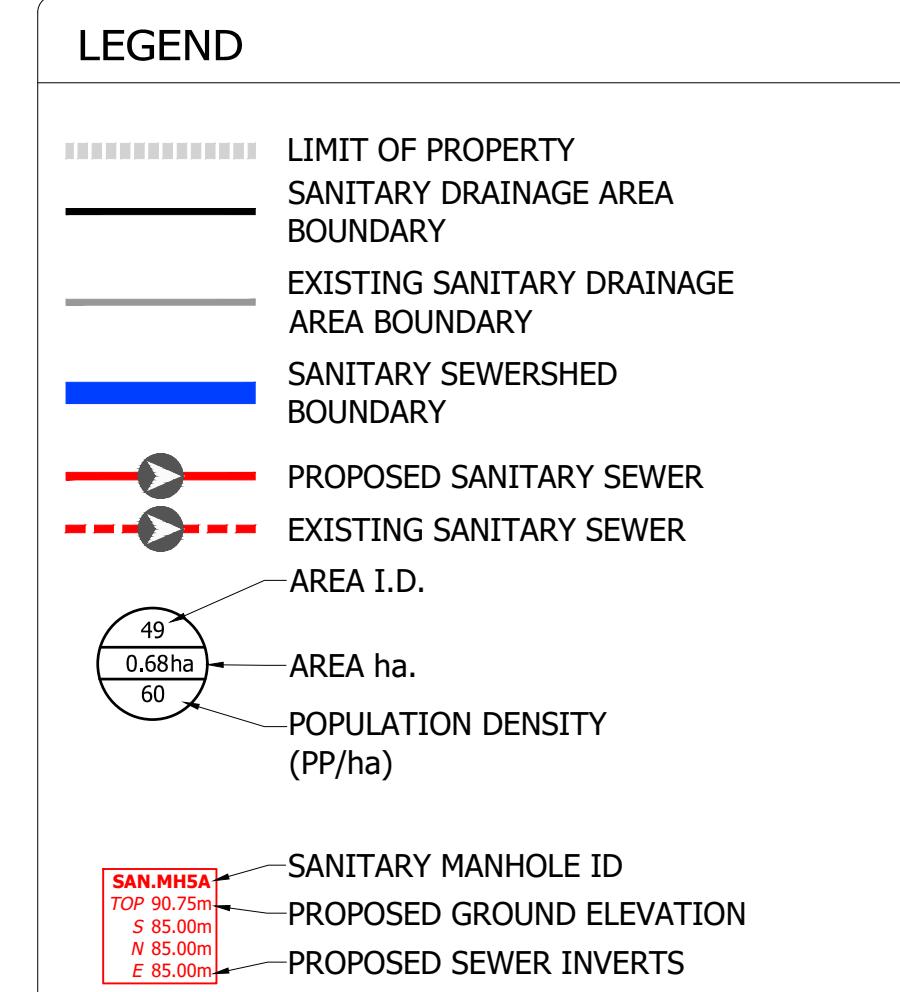 LEGEND
LIMIT OF PROPERTY
SANITARY DRAINAGE AREA
BOUNDARY
EXISTING SANITARY DRAINAGE
AREA BOUNDARY
SANITARY SEWERSHED
BOUNDARY
PROPOSED SANITARY SEWER
EXISTING SANITARY SEWER
AREA I.D.
49
0.68ha
60
AREA ha.
POPULATION DENSITY
(PP/ha)
SAN.MH5A
TOP 90.75m
S 85.00m
N 85.00m
E 85.00m
SANITARY MANHOLE ID
PROPOSED GROUND ELEVATION
PROPOSED SEWER INVERTS